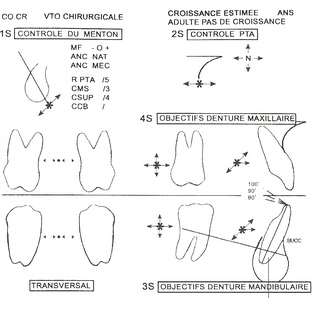 CO CR VTO CHIRURGICALE
CROISSANCE ESTIMEE ANS
ADULTE PAS DE CROISSANCE
1S CONTROLE DU MENTON
2S CONTROLE PTA
MF - O +
ANC NAT
ANC MEC
R PTA /5
CMS /3
CSUP /4
CCB /
N
4S OBJECTIFS DENTURE MAXILLAIRE
100°
90°
80°
BUCC
TRANSVERSAL
3S OBJECTIFS DENTURE MANDIBULAIRE